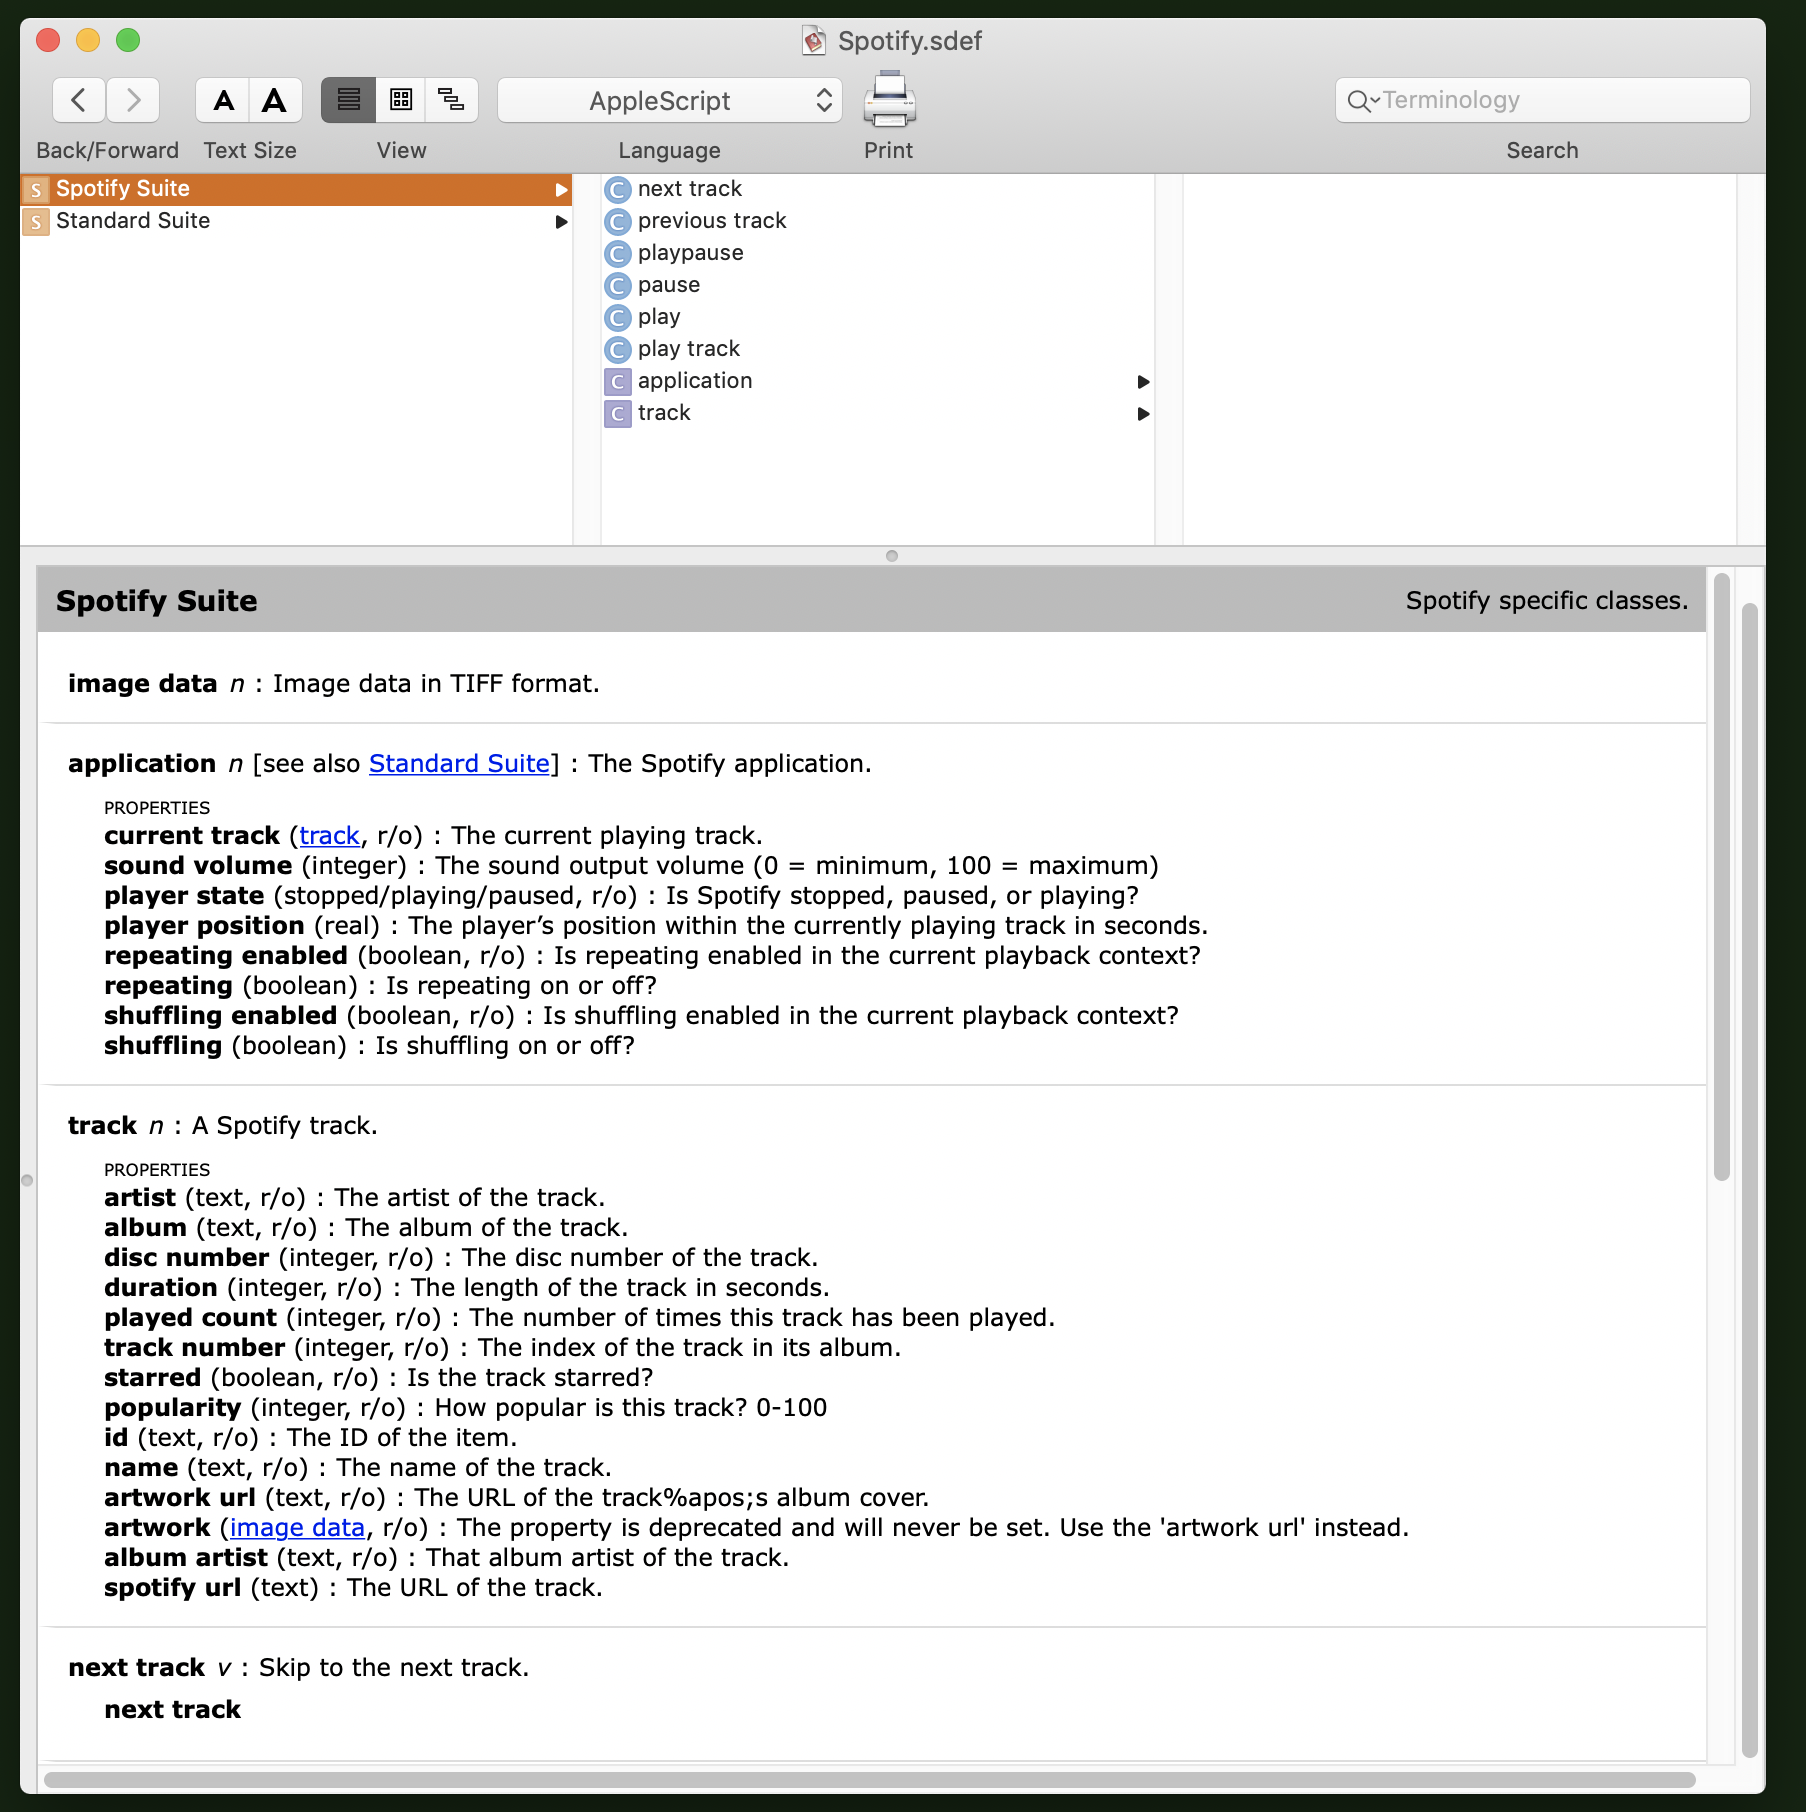 Spotify.sdef
A A
AppleScript
Terminology
Back/Forward Text Size View Language Print Search
S Spotify Suite
S Standard Suite
C next track
C previous track
C playpause
C pause
C play
C play track
C application
C track
Spotify Suite Spotify specific classes.
image data n : Image data in TIFF format.
application n [see also Standard Suite] : The Spotify application.
PROPERTIES
current track (track, r/o) : The current playing track.
sound volume (integer) : The sound output volume (0 = minimum, 100 = maximum)
player state (stopped/playing/paused, r/o) : Is Spotify stopped, paused, or playing?
player position (real) : The player’s position within the currently playing track in seconds.
repeating enabled (boolean, r/o) : Is repeating enabled in the current playback context?
repeating (boolean) : Is repeating on or off?
shuffling enabled (boolean, r/o) : Is shuffling enabled in the current playback context?
shuffling (boolean) : Is shuffling on or off?
track n : A Spotify track.
PROPERTIES
artist (text, r/o) : The artist of the track.
album (text, r/o) : The album of the track.
disc number (integer, r/o) : The disc number of the track.
duration (integer, r/o) : The length of the track in seconds.
played count (integer, r/o) : The number of times this track has been played.
track number (integer, r/o) : The index of the track in its album.
starred (boolean, r/o) : Is the track starred?
popularity (integer, r/o) : How popular is this track? 0-100
id (text, r/o) : The ID of the item.
name (text, r/o) : The name of the track.
artwork url (text, r/o) : The URL of the track%apos;s album cover.
artwork (image data, r/o) : The property is deprecated and will never be set. Use the 'artwork url' instead.
album artist (text, r/o) : That album artist of the track.
spotify url (text) : The URL of the track.
next track v : Skip to the next track.
next track